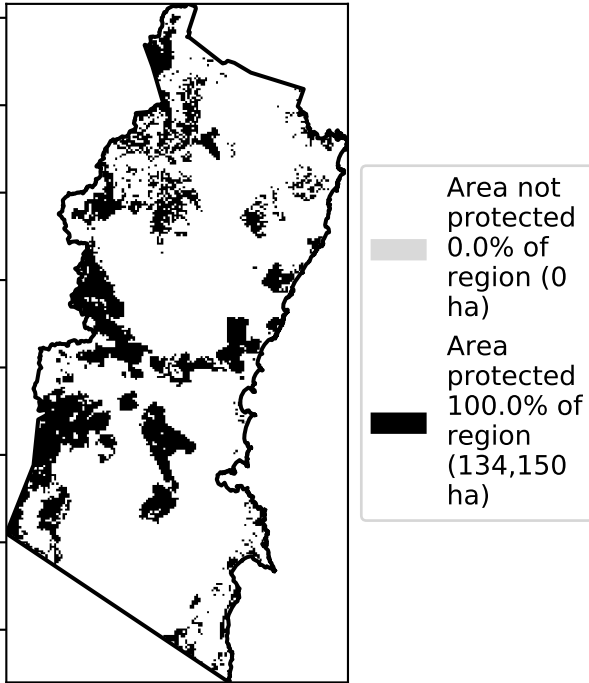 Area not
protected
0.0% of
region (0
ha)
Area
protected
100.0% of
region
(134,150
ha)